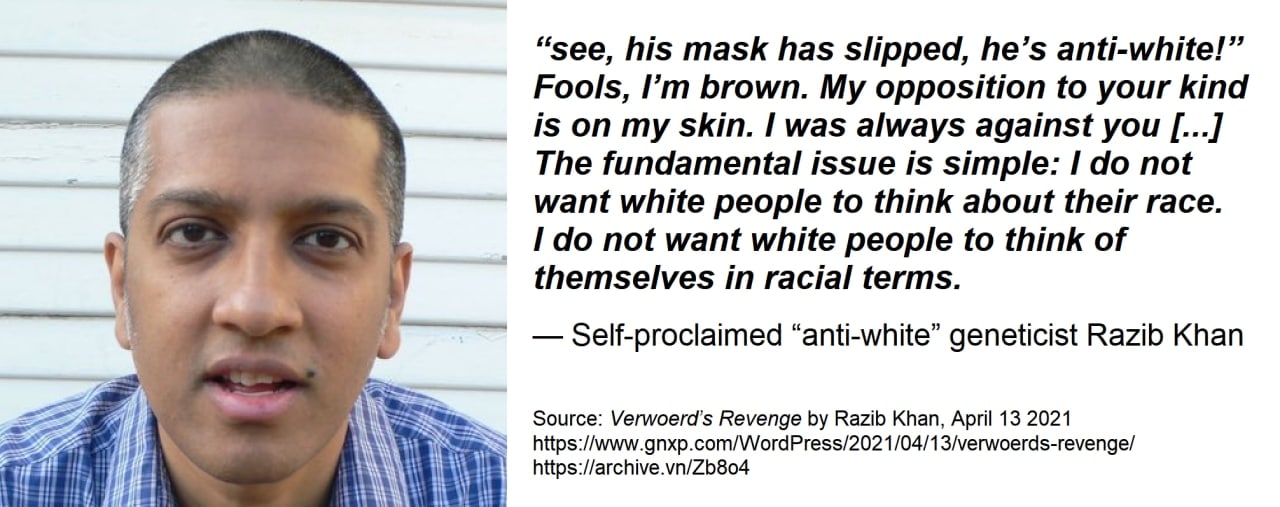 “see, his mask has slipped, he’s anti-white!”
Fools, I’m brown. My opposition to your kind
is on my skin. I was always against you [...]
The fundamental issue is simple: I do not
want white people to think about their race.
I do not want white people to think of
themselves in racial terms.
— Self-proclaimed “anti-white” geneticist Razib Khan
Source: Verwoerd’s Revenge by Razib Khan, April 13 2021
https://www.gnxp.com/WordPress/2021/04/13/verwoerds-revenge/
https://archive.vn/Zb8o4